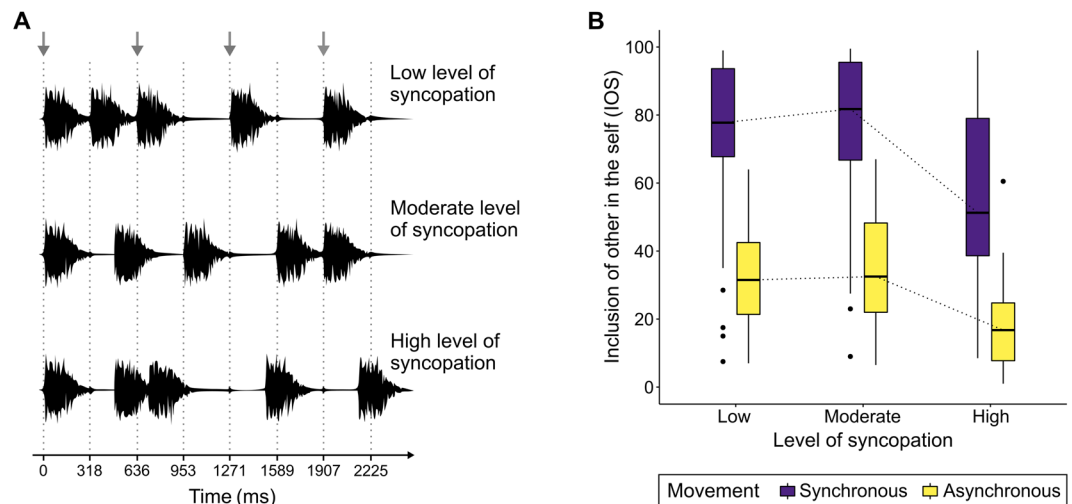 A
Low level of
syncopation
Moderate level
of syncopation
High level of
syncopation
0 318 636 953 1271 1589 1907 2225
Time (ms)
B
Inclusion of other in the self (IOS)
100
80
60
40
20
0
Low Moderate High
Level of syncopation
Movement Synchronous Asynchronous